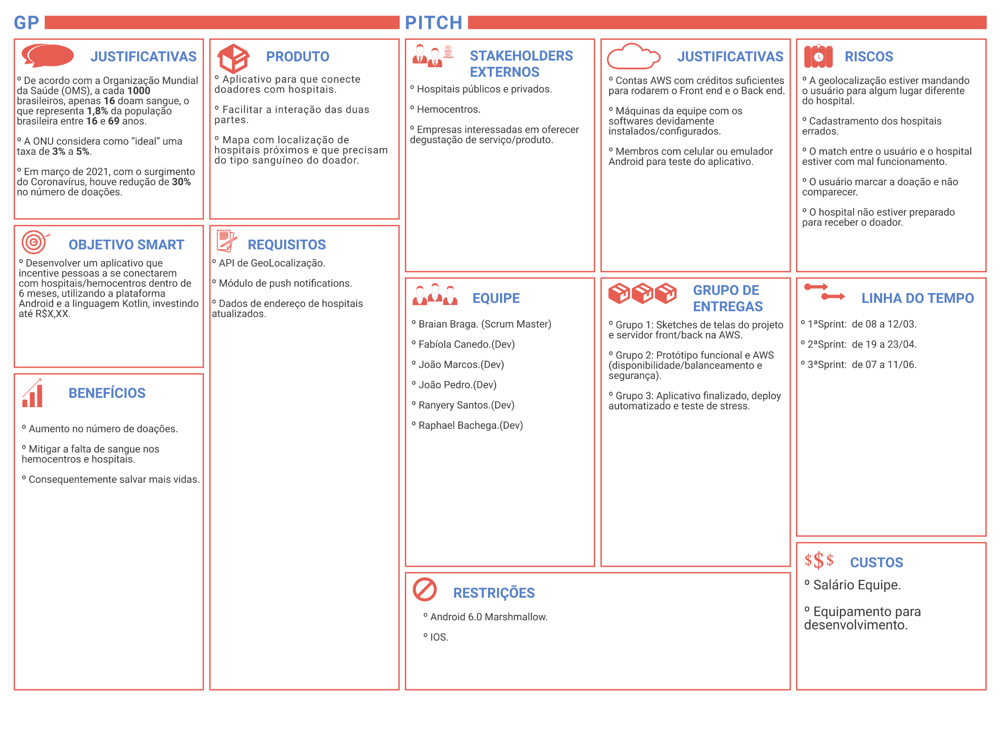 GP
PITCH
JUSTIFICATIVAS
º De acordo com a Organização Mundial
da Saúde (OMS), a cada 1000
brasileiros, apenas 16 doam sangue, o
que representa 1,8% da população
brasileira entre 16 e 69 anos.
º A ONU considera como “ideal” uma
taxa de 3% a 5%.
º Em março de 2021, com o surgimento
do Coronavírus, houve redução de 30%
no número de doações.
PRODUTO
º Aplicativo para que conecte
doadores com hospitais.
º Facilitar a interação das duas
partes.
º Mapa com localização de
hospitais próximos e que precisam
do tipo sanguíneo do doador.
STAKEHOLDERS
EXTERNOS
º Hospitais públicos e privados.
º Hemocentros.
º Empresas interessadas em oferecer
degustação de serviço/produto.
JUSTIFICATIVAS
º Contas AWS com créditos suficientes
para rodarem o Front end e o Back end.
º Máquinas da equipe com os
softwares devidamente
instalados/configurados.
º Membros com celular ou emulador
Android para teste do aplicativo.
RISCOS
º A geolocalização estiver mandando
o usuário para algum lugar diferente
do hospital.
º Cadastramento dos hospitais
errados.
º O match entre o usuário e o hospital
estiver com mal funcionamento.
º O usuário marcar a doação e não
comparecer.
º O hospital não estiver preparado
para receber o doador.
OBJETIVO SMART
º Desenvolver um aplicativo que
incentive pessoas a se conectarem
com hospitais/hemocentros dentro de
6 meses, utilizando a plataforma
Android e a linguagem Kotlin, investindo
até R$X,XX.
REQUISITOS
º API de GeoLocalização.
º Módulo de push notifications.
º Dados de endereço de hospitais
atualizados.
BENEFÍCIOS
º Aumento no número de doações.
º Mitigar a falta de sangue nos
hemocentros e hospitais.
º Consequentemente salvar mais vidas.
EQUIPE
º Braian Braga. (Scrum Master)
º Fabíola Canedo.(Dev)
º João Marcos.(Dev)
º João Pedro.(Dev)
º Ranyery Santos.(Dev)
º Raphael Bachega.(Dev)
GRUPO DE
ENTREGAS
º Grupo 1: Sketches de telas do projeto
e servidor front/back na AWS.
º Grupo 2: Protótipo funcional e AWS
(disponibilidade/balanceamento e
segurança).
º Grupo 3: Aplicativo finalizado, deploy
automatizado e teste de stress.
LINHA DO TEMPO
º 1ªSprint:  de 08 a 12/03.
º 2ªSprint:  de 19 a 23/04.
º 3ªSprint:  de 07 a 11/06.
RESTRIÇÕES
º Android 6.0 Marshmallow.
º IOS.
$$$ CUSTOS
º Salário Equipe.
º Equipamento para
desenvolvimento.